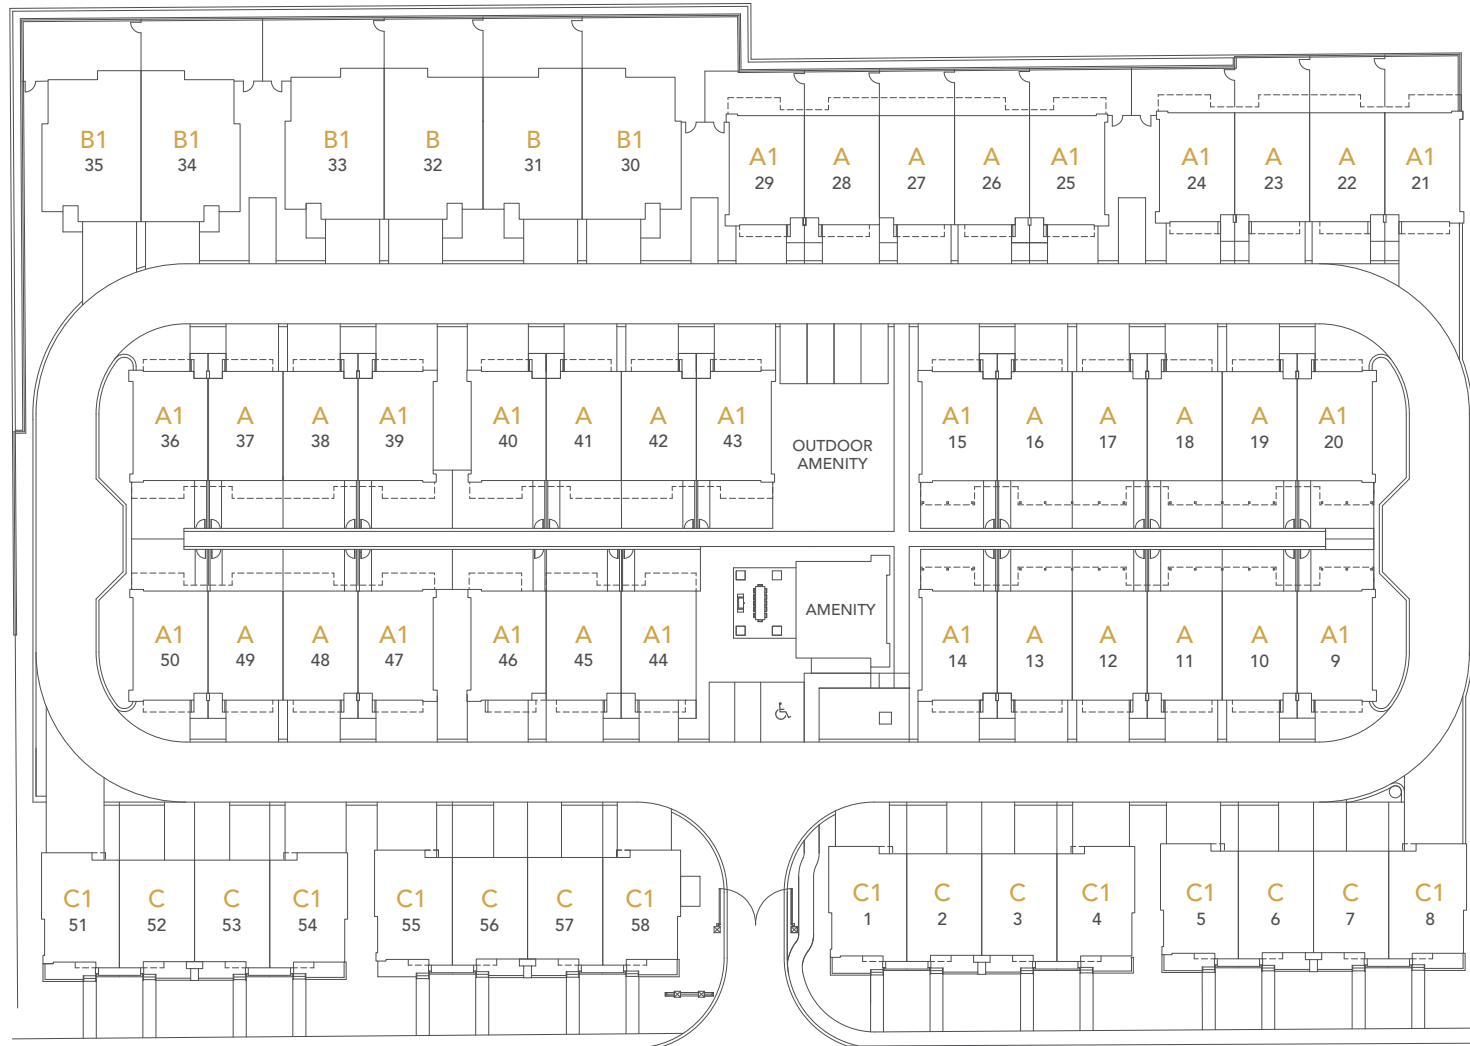 B1
35
B1
34
B1
33
B
32
B
31
B1
30
A1
29
A
28
A
27
A
26
A1
25
A1
24
A
23
A
22
A1
21
A1
36
A
37
A
38
A1
39
A1
40
A
41
A
42
A1
43
OUTDOOR
AMENITY
A1
15
A
16
A
17
A
18
A
19
A1
20
A1
50
A
49
A
48
A1
47
A1
46
A
45
A1
44
AMENITY
A1
14
A
13
A
12
A
11
A
10
A1
9
C1
51
C
52
C
53
C1
54
C1
55
C
56
C
57
C1
58
C1
1
C
2
C
3
C1
4
C1
5
C
6
C
7
C1
8